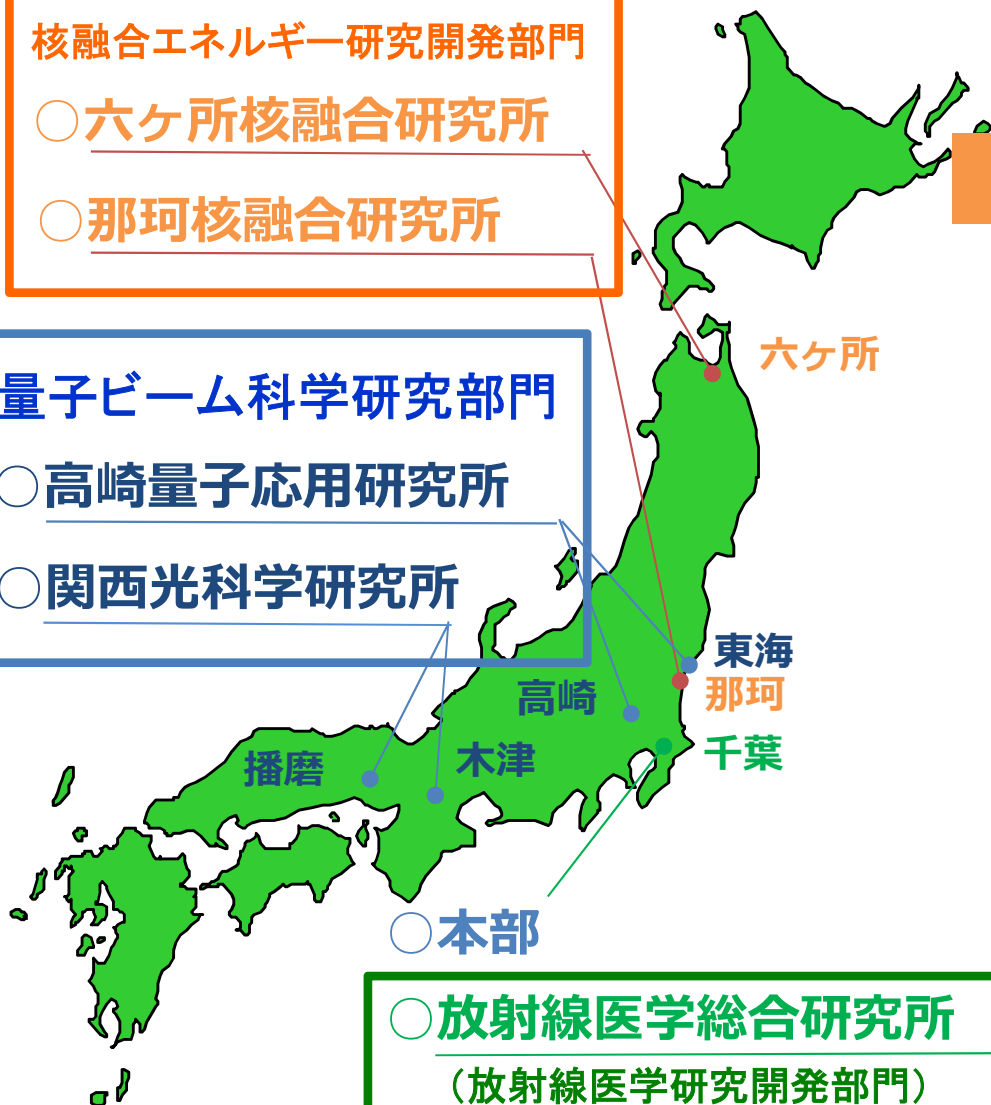 核融合エネルギー研究開発部門
○六ヶ所核融合研究所
○那珂核融合研究所
六ヶ所
量子ビーム科学研究部門
○高崎量子応用研究所
○関西光科学研究所
東海
那珂
高崎
千葉
木津
播磨
○本部
○放射線医学総合研究所
（放射線医学研究開発部門）